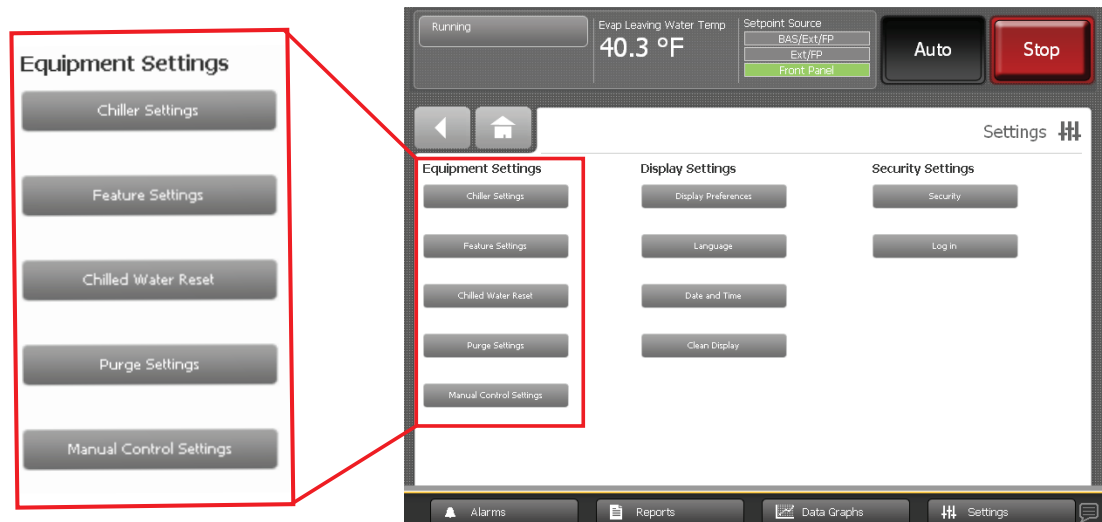 Equipment Settings
Chiller Settings
Feature Settings
Chilled Water Reset
Purge Settings
Manual Control Settings
Running
Evap Leaving Water Temp
40.3 °F
Setpoint Source
BAS/Ext/FP
Ext/FP
Front Panel
Auto
Stop
Settings
Equipment Settings
Chiller Settings
Feature Settings
Chilled Water Reset
Purge Settings
Manual Control Settings
Display Settings
Display Preferences
Language
Date and Time
Clean Display
Security Settings
Security
Log in
Alarms
Reports
Data Graphs
Settings